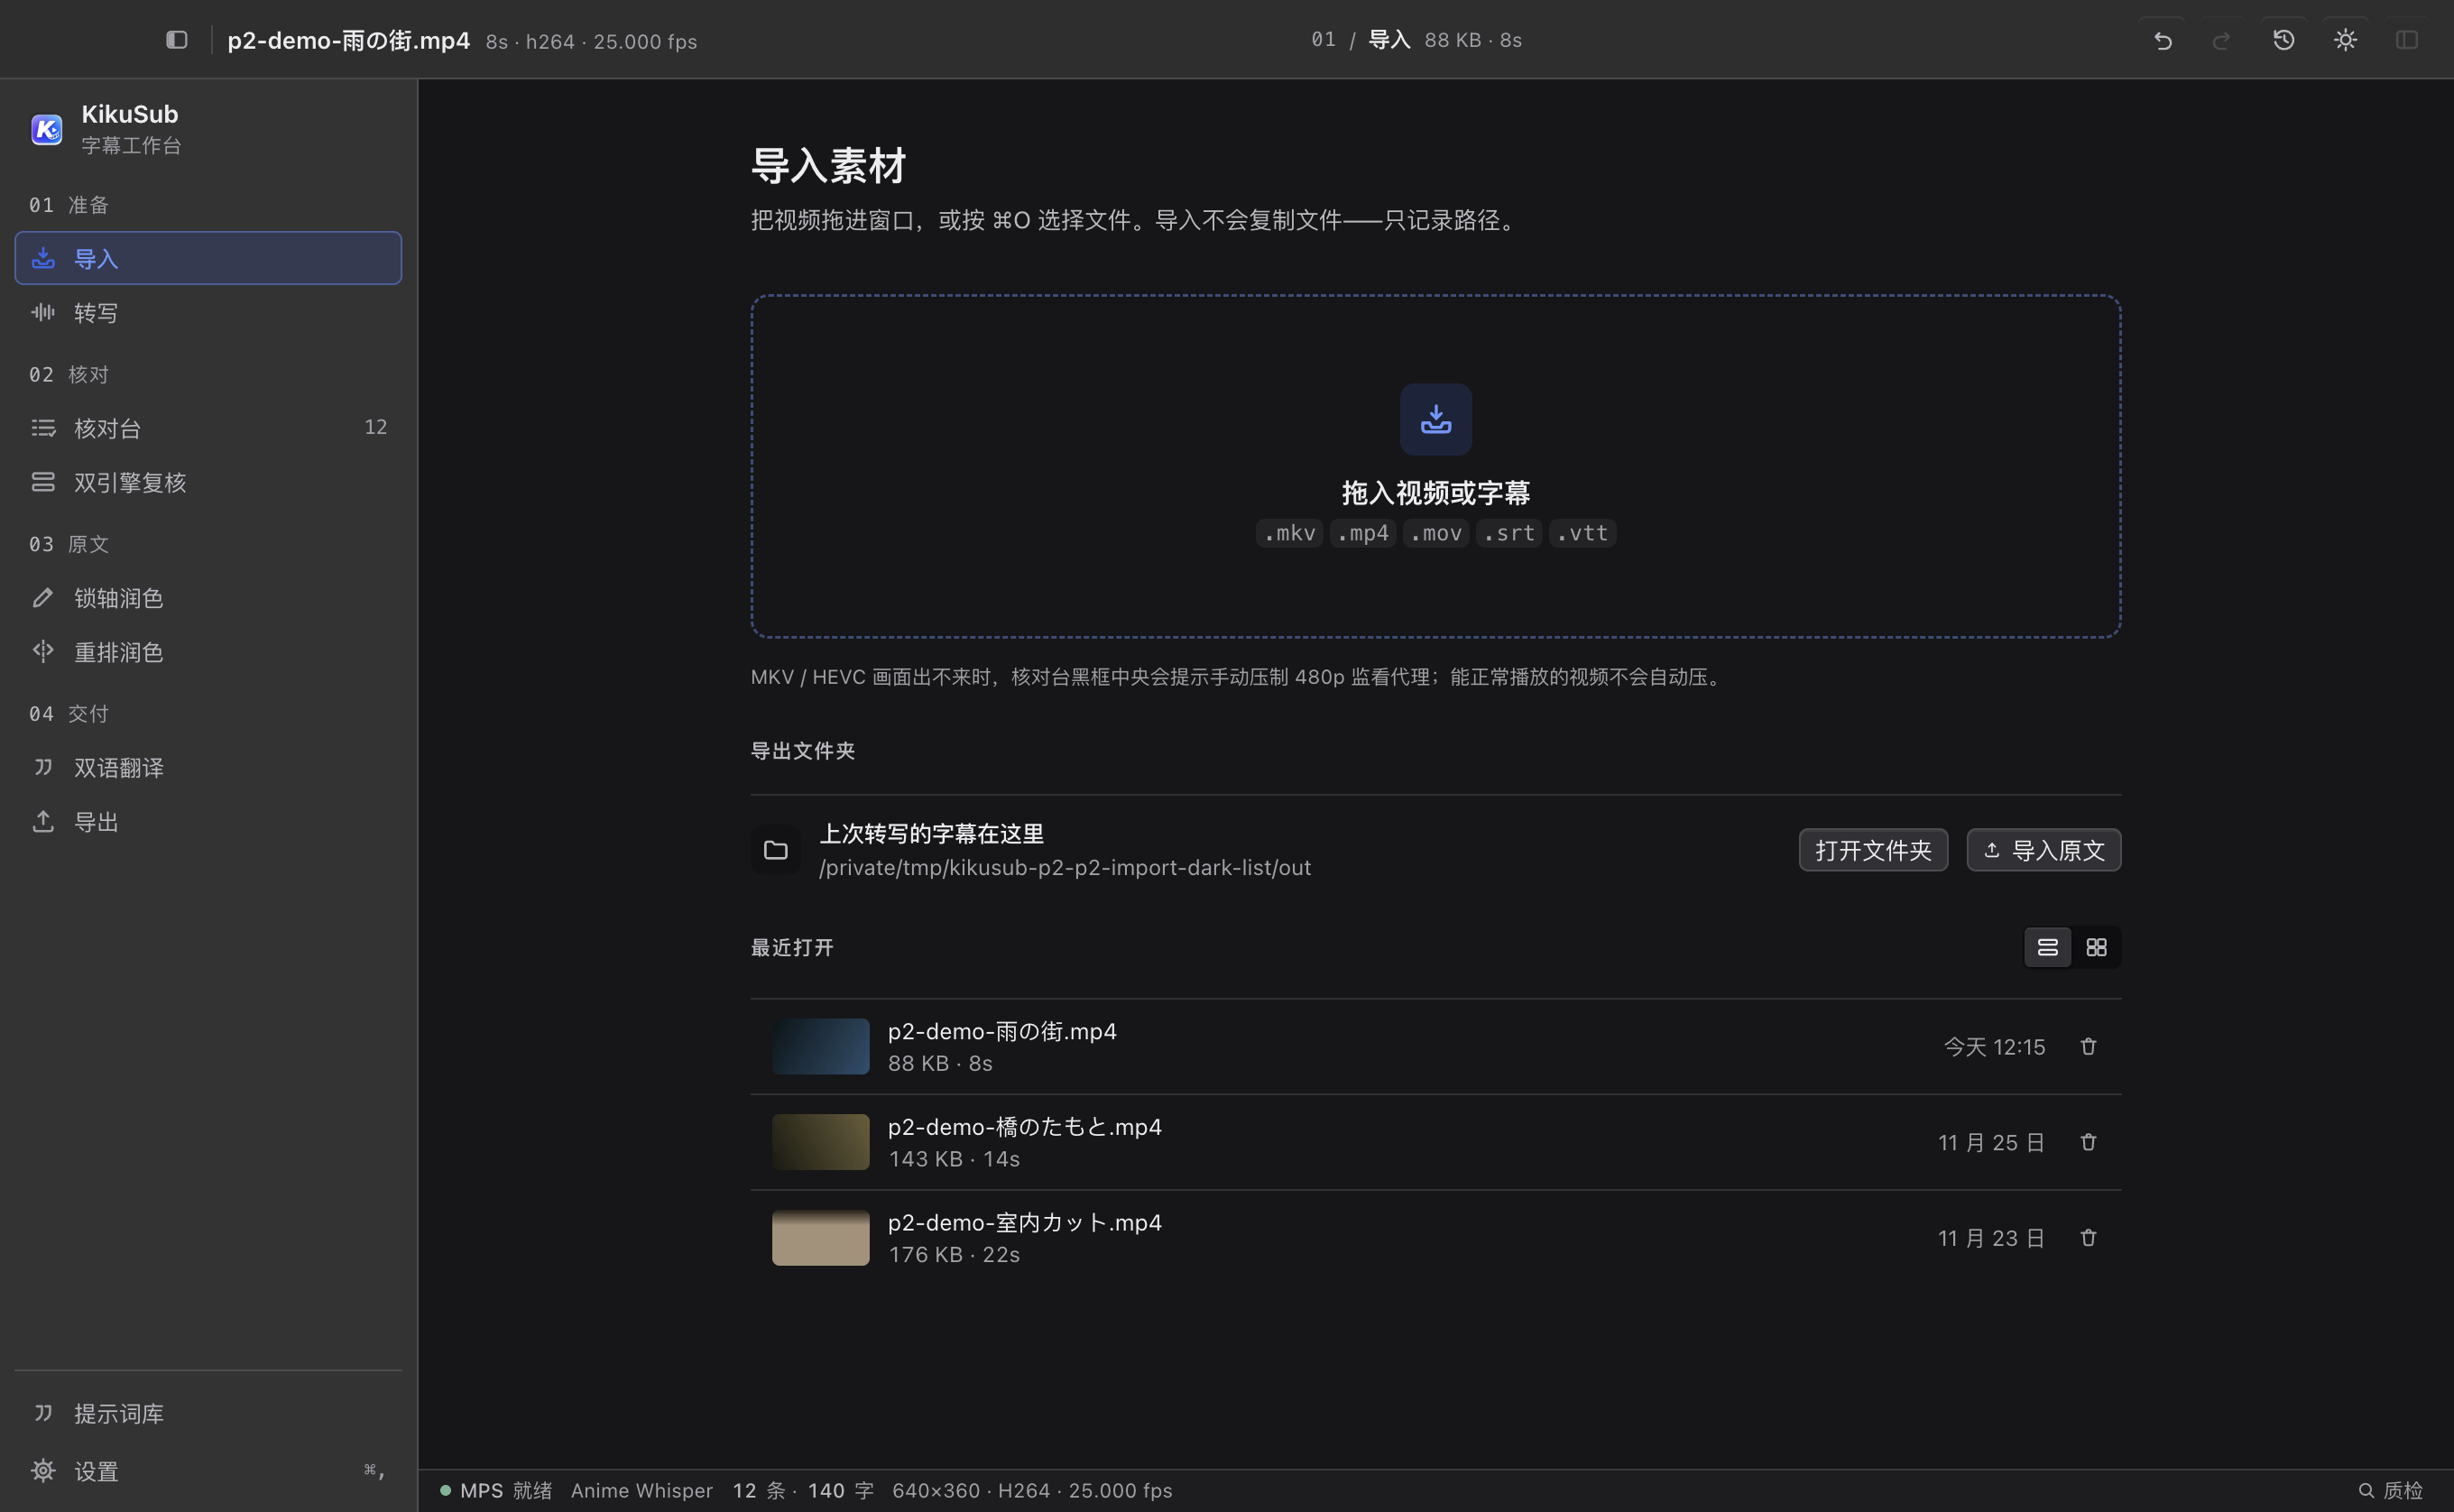 p2-demo-雨の街.mp4 8s · h264 · 25.000 fps
01 / 导入 88 KB · 8s
KikuSub
字幕工作台
01 准备
导入
转写
02 核对
核对台 12
双引擎复核
03 原文
锁轴润色
重排润色
04 交付
双语翻译
导出
提示词库
设置 ⌘,
导入素材
把视频拖进窗口，或按 ⌘O 选择文件。导入不会复制文件——只记录路径。
拖入视频或字幕
.mkv .mp4 .mov .srt .vtt
MKV / HEVC 画面出不来时，核对台黑框中央会提示手动压制 480p 监看代理；能正常播放的视频不会自动压。
导出文件夹
上次转写的字幕在这里
/private/tmp/kikusub-p2-p2-import-dark-list/out
打开文件夹 导入原文
最近打开
p2-demo-雨の街.mp4
88 KB · 8s
今天 12:15
p2-demo-橋のたもと.mp4
143 KB · 14s
11 月 25 日
p2-demo-室内カット.mp4
176 KB · 22s
11 月 23 日
MPS 就绪 Anime Whisper 12 条 · 140 字 640×360 · H264 · 25.000 fps
质检